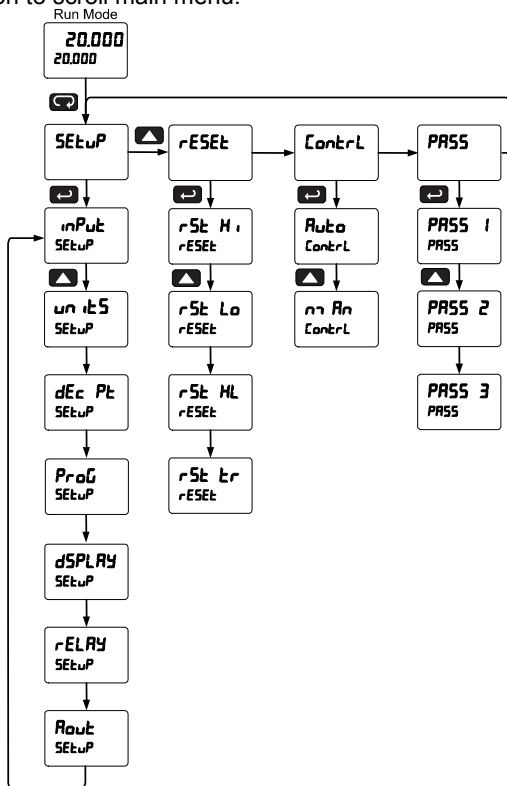 on to scroll main menu.
Run Mode
20.000
20.000
SEtuP
rESEt
ContrL
PASS
inPut
SEtuP
rSt Hi
rESEt
Auto
ContrL
PASS 1
PASS
unitS
SEtuP
rSt Lo
rESEt
mAn
ContrL
PASS 2
PASS
dEc Pt
SEtuP
rSt HL
rESEt
PASS 3
PASS
ProG
SEtuP
rSt tr
rESEt
dSPLAY
SEtuP
rELAY
SEtuP
Aout
SEtuP